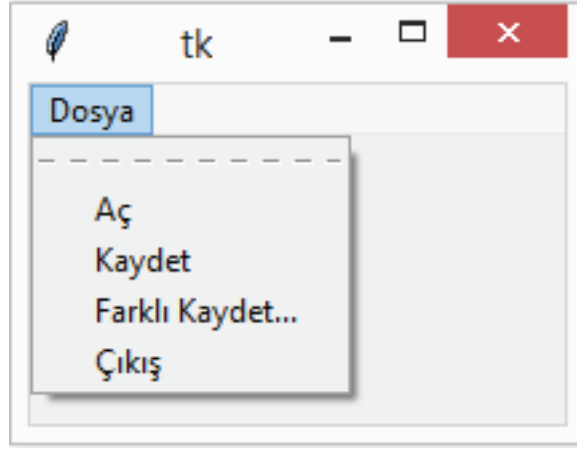 tk
Dosya
Aç
Kaydet
Farklı Kaydet...
Çıkış